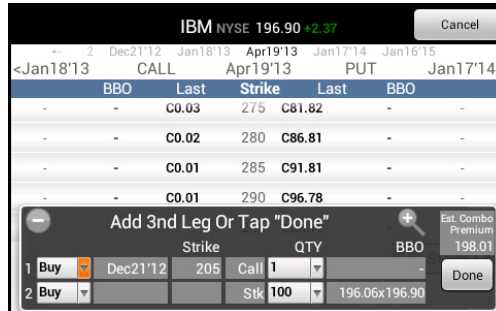 IBM NYSE 196.90 +2.37 Cancel
← 2 Dec21'12 Jan18'13 Apr19'13 Jan17'14 Jan16'15
<Jan18'13 CALL Apr19'13 PUT Jan17'14
BBO Last Strike Last BBO
- - C0.03 275 C81.82 - -
- - C0.02 280 C86.81 - -
- - C0.01 285 C91.81 - -
- - C0.01 290 C96.78 - -
Add 3nd Leg Or Tap "Done"
Est. Combo
Premium
198.01
Strike QTY BBO
1 Buy Dec21'12 205 Call 1 -
Done
2 Buy Stk 100 196.06x196.90